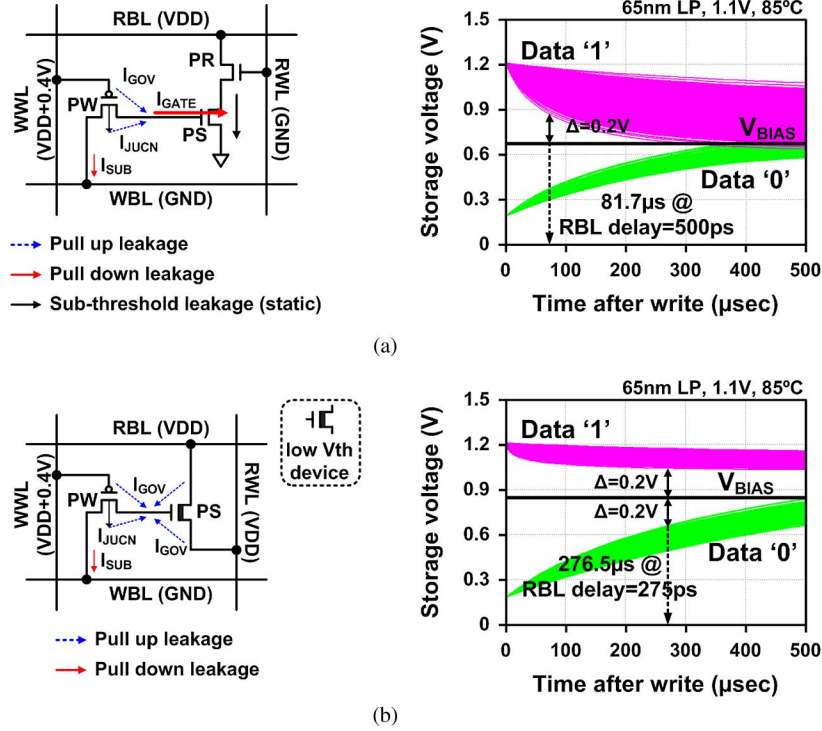 RBL (VDD)
WWL
(VDD+0.4V)
I_GOV
PR
PW
I_GATE
PS
I_JUCN
I_SUB
RWL (GND)
WBL (GND)
Pull up leakage
Pull down leakage
Sub-threshold leakage (static)
65nm LP, 1.1V, 85ºC
Storage voltage (V)
1.5
1.2
0.9
0.6
0.3
0
Data ‘1’
Δ=0.2V
V_BIAS
Data ‘0’
81.7µs @
RBL delay=500ps
0 100 200 300 400 500
Time after write (µsec)
(a)
low Vth
device
RBL (VDD)
WWL
(VDD+0.4V)
I_GOV
PW
PS
I_JUCN
I_GOV
I_SUB
RWL (VDD)
WBL (GND)
Pull up leakage
Pull down leakage
65nm LP, 1.1V, 85ºC
Storage voltage (V)
1.5
1.2
0.9
0.6
0.3
0
Data ‘1’
Δ=0.2V
V_BIAS
Δ=0.2V
Data ‘0’
276.5µs @
RBL delay=275ps
0 100 200 300 400 500
Time after write (µsec)
(b)